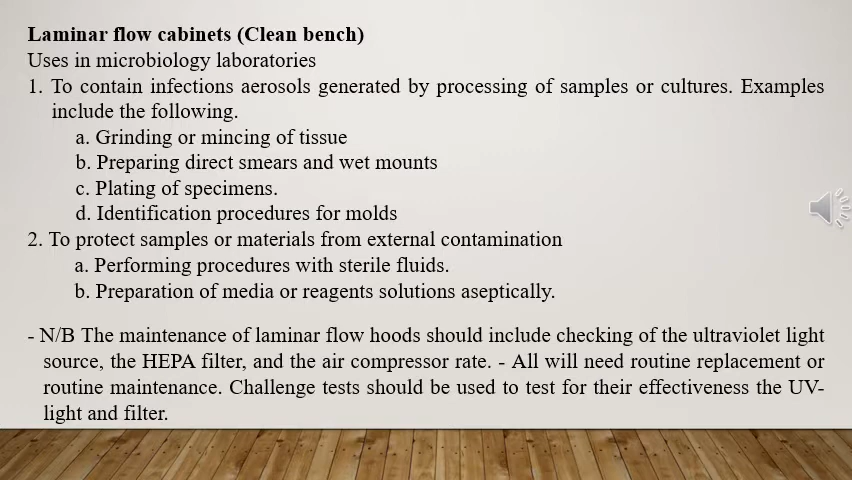 Laminar flow cabinets (Clean bench)
Uses in microbiology laboratories
1. To contain infections aerosols generated by processing of samples or cultures. Examples
include the following.
a. Grinding or mincing of tissue
b. Preparing direct smears and wet mounts
c. Plating of specimens.
d. Identification procedures for molds
2. To protect samples or materials from external contamination
a. Performing procedures with sterile fluids.
b. Preparation of media or reagents solutions aseptically.
- N/B The maintenance of laminar flow hoods should include checking of the ultraviolet light
source, the HEPA filter, and the air compressor rate. - All will need routine replacement or
routine maintenance. Challenge tests should be used to test for their effectiveness the UV-
light and filter.